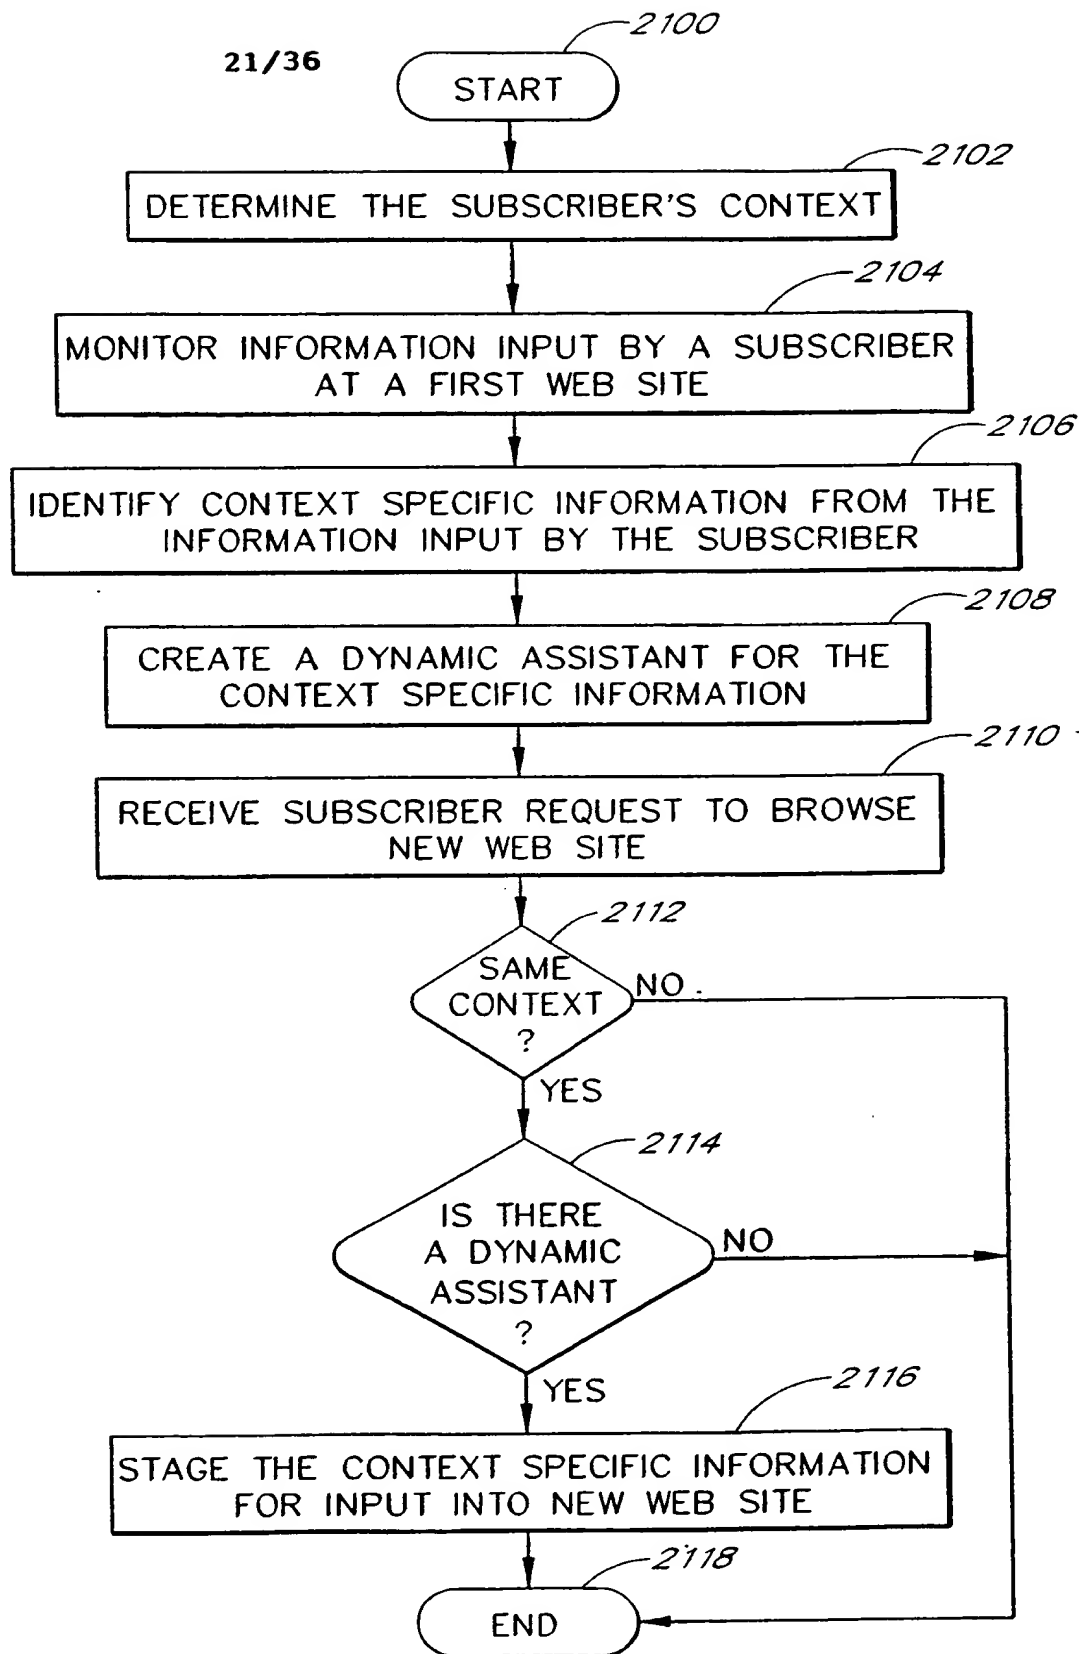 2100
21/36
START
2102
DETERMINE THE SUBSCRIBER'S CONTEXT
2104
MONITOR INFORMATION INPUT BY A SUBSCRIBER
AT A FIRST WEB SITE
2106
IDENTIFY CONTEXT SPECIFIC INFORMATION FROM THE
INFORMATION INPUT BY THE SUBSCRIBER
2108
CREATE A DYNAMIC ASSISTANT FOR THE
CONTEXT SPECIFIC INFORMATION
2110
RECEIVE SUBSCRIBER REQUEST TO BROWSE
NEW WEB SITE
2112
SAME
CONTEXT
?
NO
YES
2114
IS THERE
A DYNAMIC
ASSISTANT
?
NO
YES
2116
STAGE THE CONTEXT SPECIFIC INFORMATION
FOR INPUT INTO NEW WEB SITE
2118
END